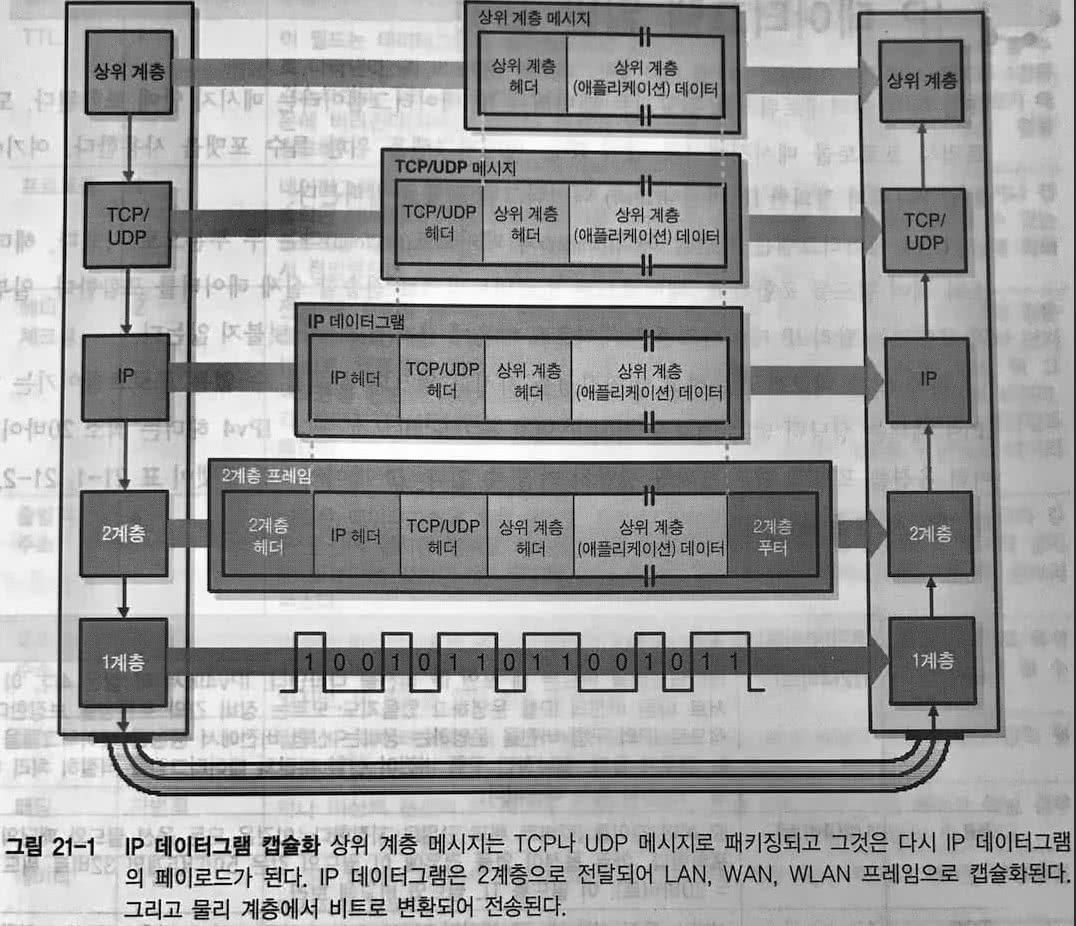 상위 계층 메시지
상위 계층
상위 계층
헤더
상위 계층
(애플리케이션) 데이터
상위 계층
TCP/UDP 메시지
TCP/
UDP
TCP/UDP
헤더
상위 계층
헤더
상위 계층
(애플리케이션) 데이터
TCP/
UDP
IP 데이터그램
IP
IP 헤더
TCP/UDP
헤더
상위 계층
헤더
상위 계층
(애플리케이션) 데이터
IP
2계층 프레임
2계층
2계층
헤더
IP 헤더
TCP/UDP
헤더
상위 계층
헤더
상위 계층
(애플리케이션) 데이터
2계층
푸터
2계층
1계층
1 0 0 1 0 1 1 0 1 1 0 0 1 0 1 1
1계층
그림 21-1 IP 데이터그램 캡슐화 상위 계층 메시지는 TCP나 UDP 메시지로 패키징되고 그것은 다시 IP 데이터그램
의 페이로드가 된다. IP 데이터그램은 2계층으로 전달되어 LAN, WAN, WLAN 프레임으로 캡슐화된다.
그리고 물리 계층에서 비트로 변환되어 전송된다.